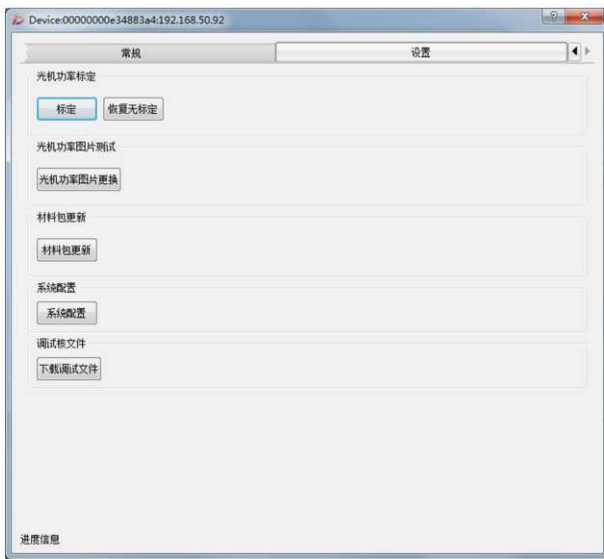 Device:00000000e34883a4:192.168.50.92
常规 设置
光机功率标定
标定 恢复无标定
光机功率图片测试
光机功率图片更换
材料包更新
材料包更新
系统配置
系统配置
调试核文件
下载调试文件
进度信息